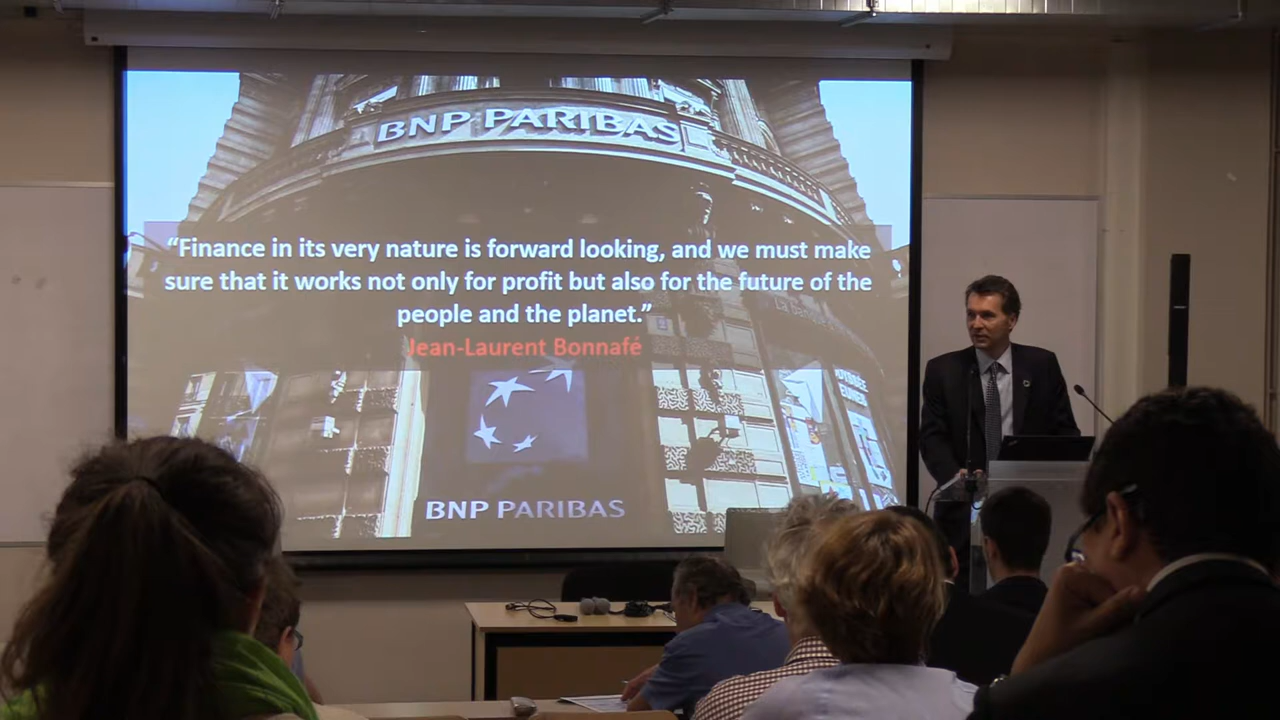 BNP PARIBAS
“Finance in its very nature is forward looking, and we must make
sure that it works not only for profit but also for the future of the
people and the planet.”
Jean-Laurent Bonnafé
BNP PARIBAS